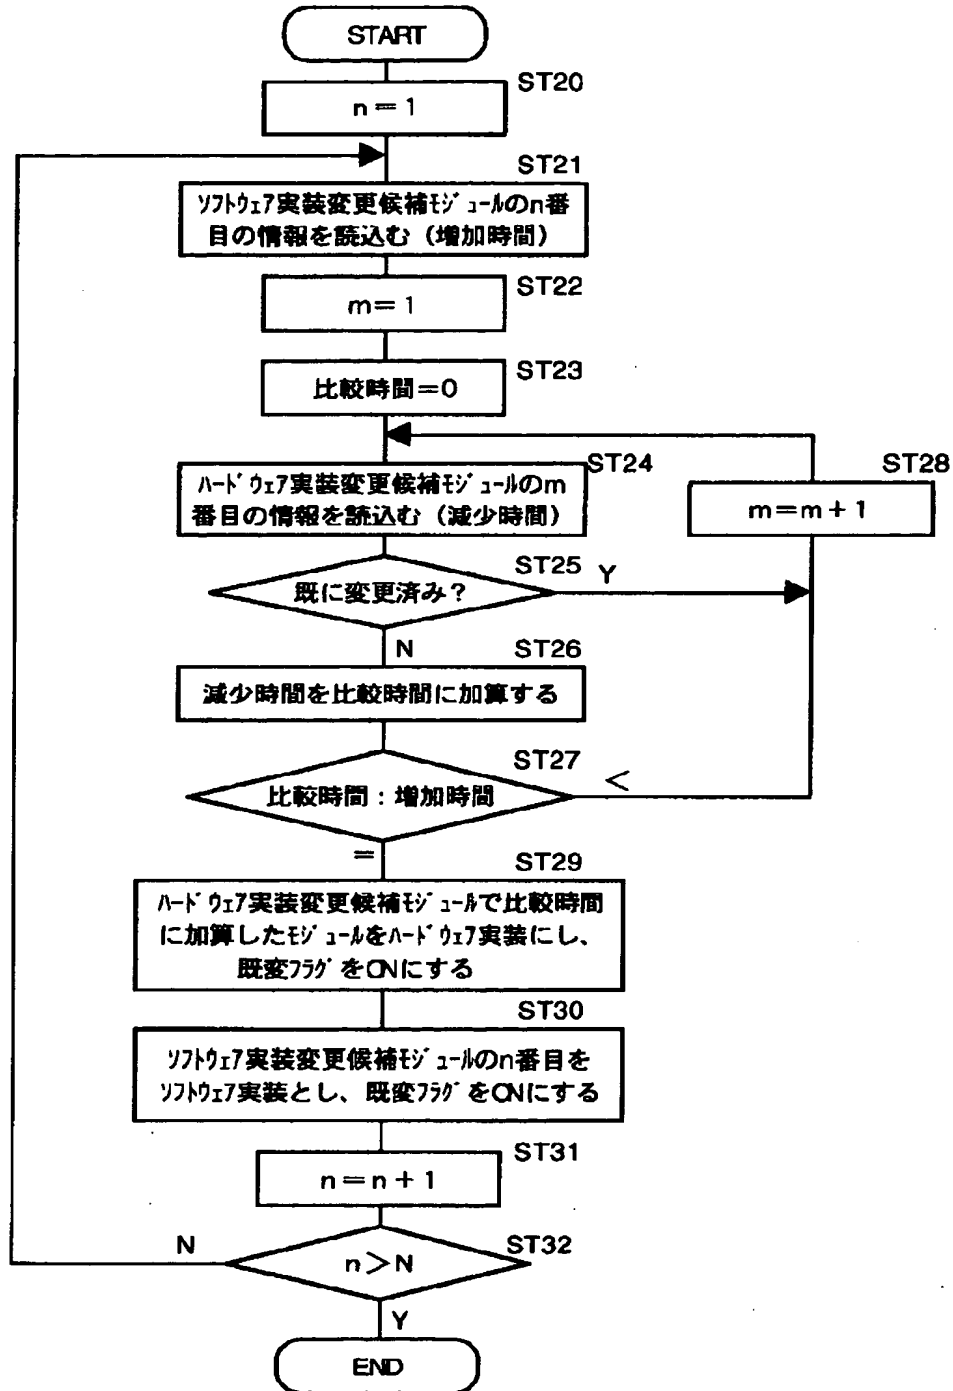 START
ST20
n＝1
ST21
ソフトウェア実装変更候補モジュールのn番
目の情報を読込む（増加時間）
ST22
m＝1
ST23
比較時間＝0
ST24
ハードウェア実装変更候補モジュールのm
番目の情報を読込む（減少時間）
ST28
m＝m＋1
ST25
既に変更済み？
Y
N
ST26
減少時間を比較時間に加算する
ST27
比較時間：増加時間
＜
＝
ST29
ハードウェア実装変更候補モジュールで比較時間
に加算したモジュールをハードウェア実装にし、
既変フラグをONにする
ST30
ソフトウェア実装変更候補モジュールのn番目を
ソフトウェア実装とし、既変フラグをONにする
ST31
n＝n＋1
ST32
n＞N
N
Y
END